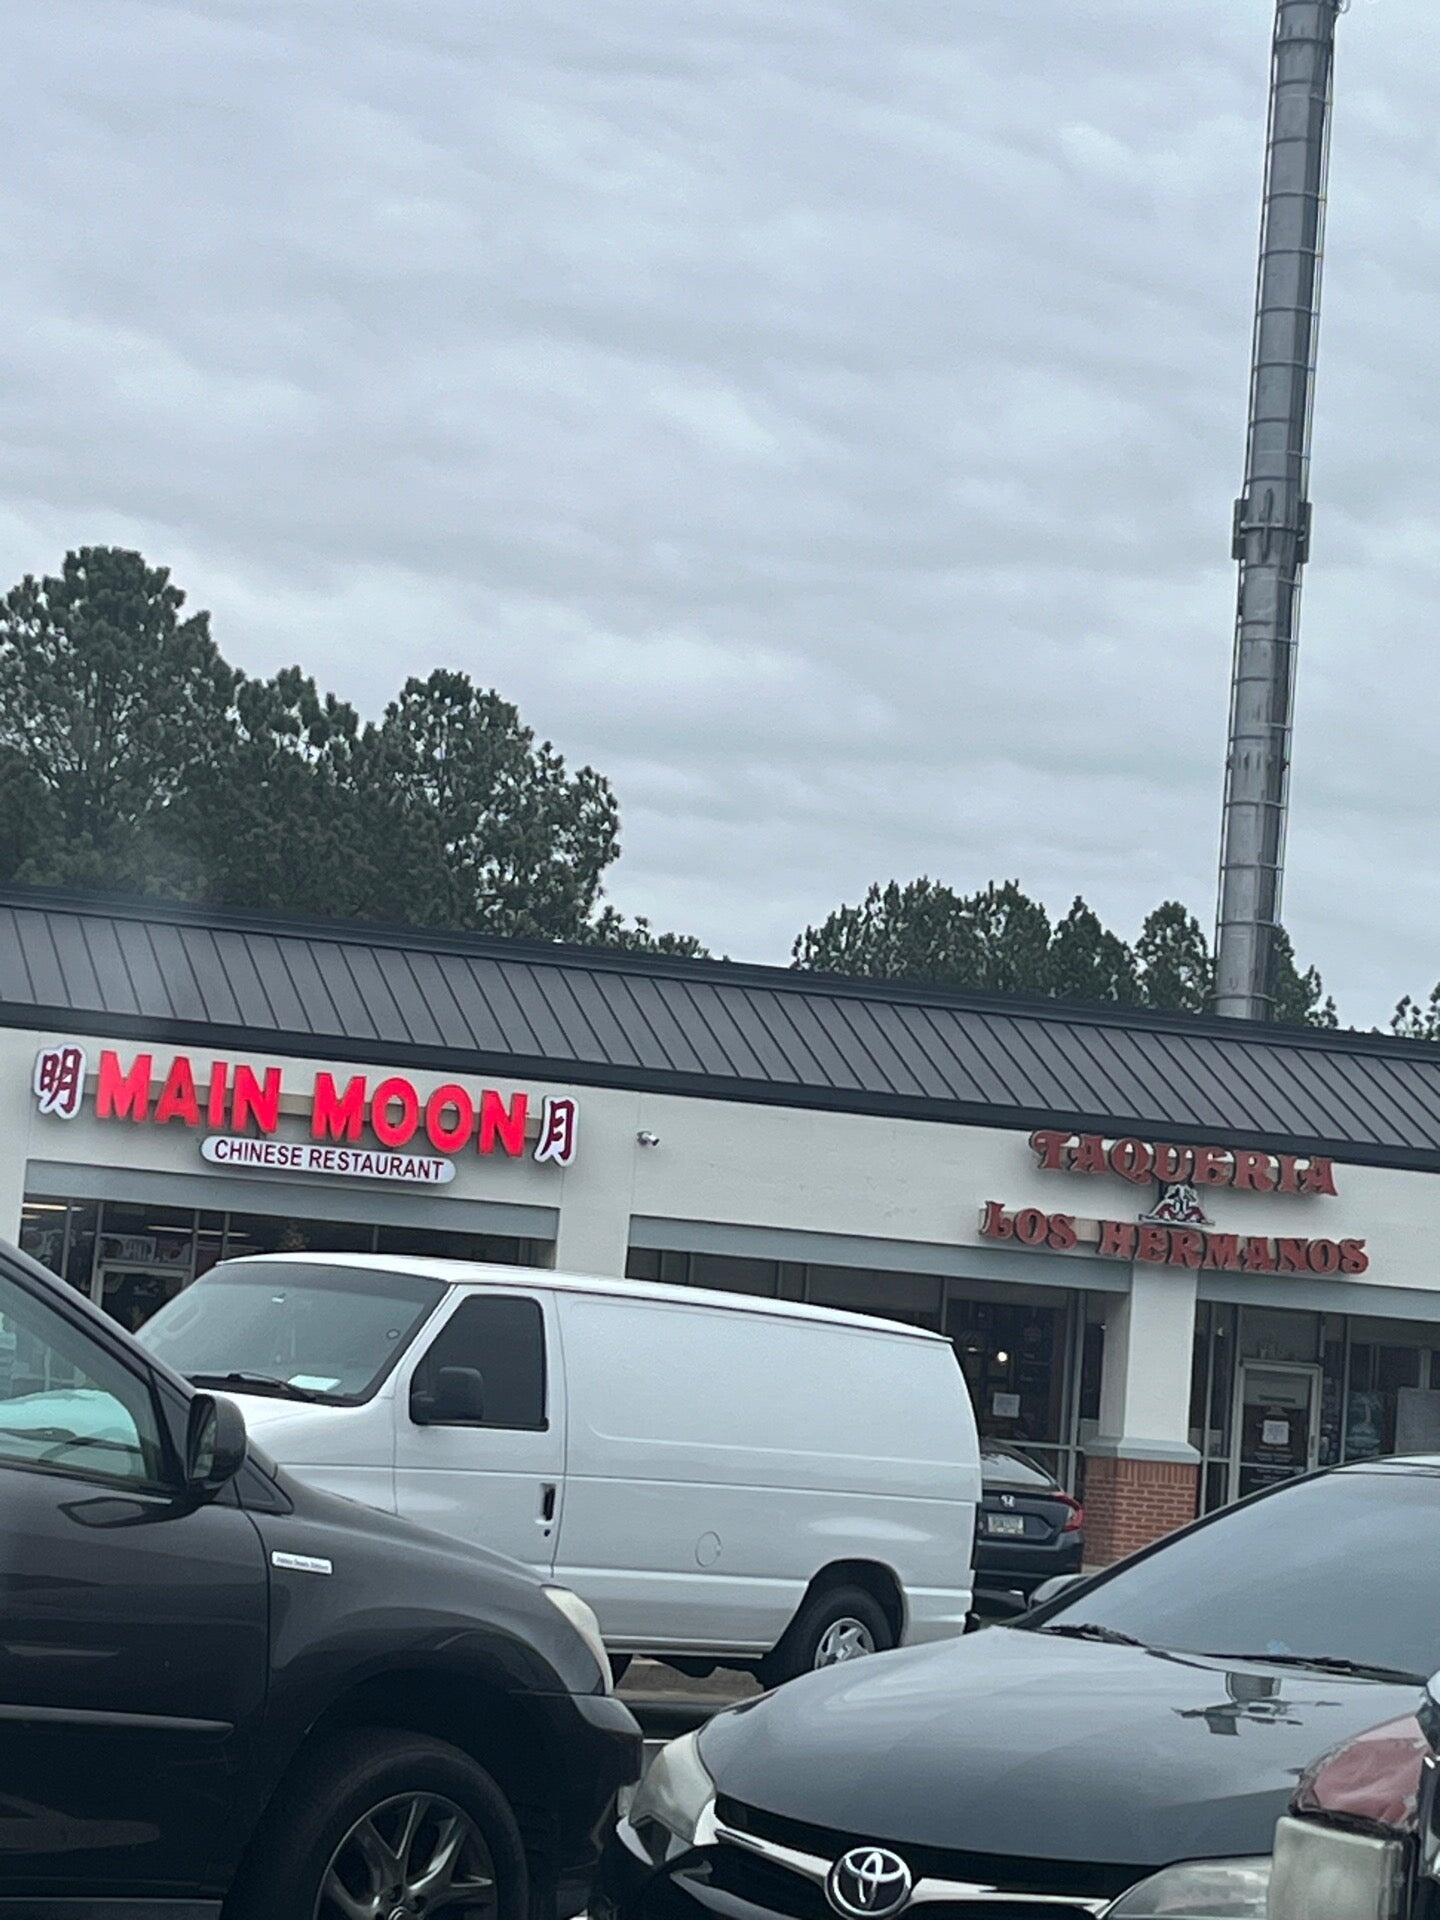 明 MAIN MOON 月
CHINESE RESTAURANT
TAQUERIA
LOS HERMANOS